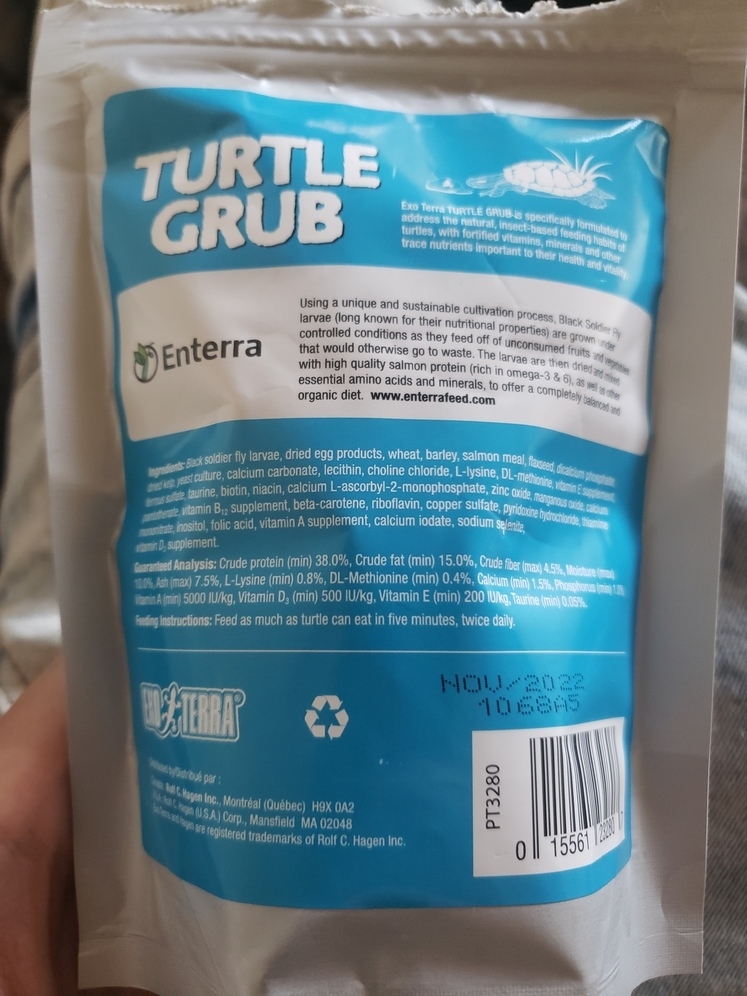 TURTLE
GRUB
Exo Terra TURTLE GRUB is specifically formulated to
address the natural, insect-based feeding habits of
turtles, with fortified vitamins, minerals and other
trace nutrients important to their health and vitality.
Enterra
Using a unique and sustainable cultivation process, Black Soldier Fly
larvae (long known for their nutritional properties) are grown under
controlled conditions as they feed off of unconsumed fruits and vegetables
that would otherwise go to waste. The larvae are then dried and mixed
with high quality salmon protein (rich in omega-3 & 6), as well as other
essential amino acids and minerals, to offer a completely balanced and
organic diet. www.enterrafeed.com
Ingredients: Black soldier fly larvae, dried egg products, wheat, barley, salmon meal, flaxseed, dicalcium phosphate
dried kelp, yeast culture, calcium carbonate, lecithin, choline chloride, L-lysine, DL-methionine, vitamin E supplement,
ferrous sulfate, taurine, biotin, niacin, calcium L-ascorbyl-2-monophosphate, zinc oxide, manganous oxide, calcium
pantothenate, vitamin B12 supplement, beta-carotene, riboflavin, copper sulfate, pyridoxine hydrochloride, thiamine
mononitrate, inositol, folic acid, vitamin A supplement, calcium iodate, sodium selenite,
vitamin D3 supplement.
Guaranteed Analysis: Crude protein (min) 38.0%, Crude fat (min) 15.0%, Crude fiber (max) 4.5%, Moisture (max)
10.0%, Ash (max) 7.5%, L-Lysine (min) 0.8%, DL-Methionine (min) 0.4%, Calcium (min) 1.5%, Phosphorus (min)
Vitamin A (min) 5000 IU/kg, Vitamin D3 (min) 500 IU/kg, Vitamin E (min) 200 IU/kg, Taurine (min) 0.05%.
Feeding Instructions: Feed as much as turtle can eat in five minutes, twice daily.
NOV/2022
1068A5
EXO TERRA®
PT3280
Distributed by/Distribué par :
Rolf C. Hagen Inc., Montréal (Québec) H9X 0A2
Rolf C. Hagen (U.S.A.) Corp., Mansfield MA 02048
Exo Terra and Hagen are registered trademarks of Rolf C. Hagen Inc.
0 15561 23280 7